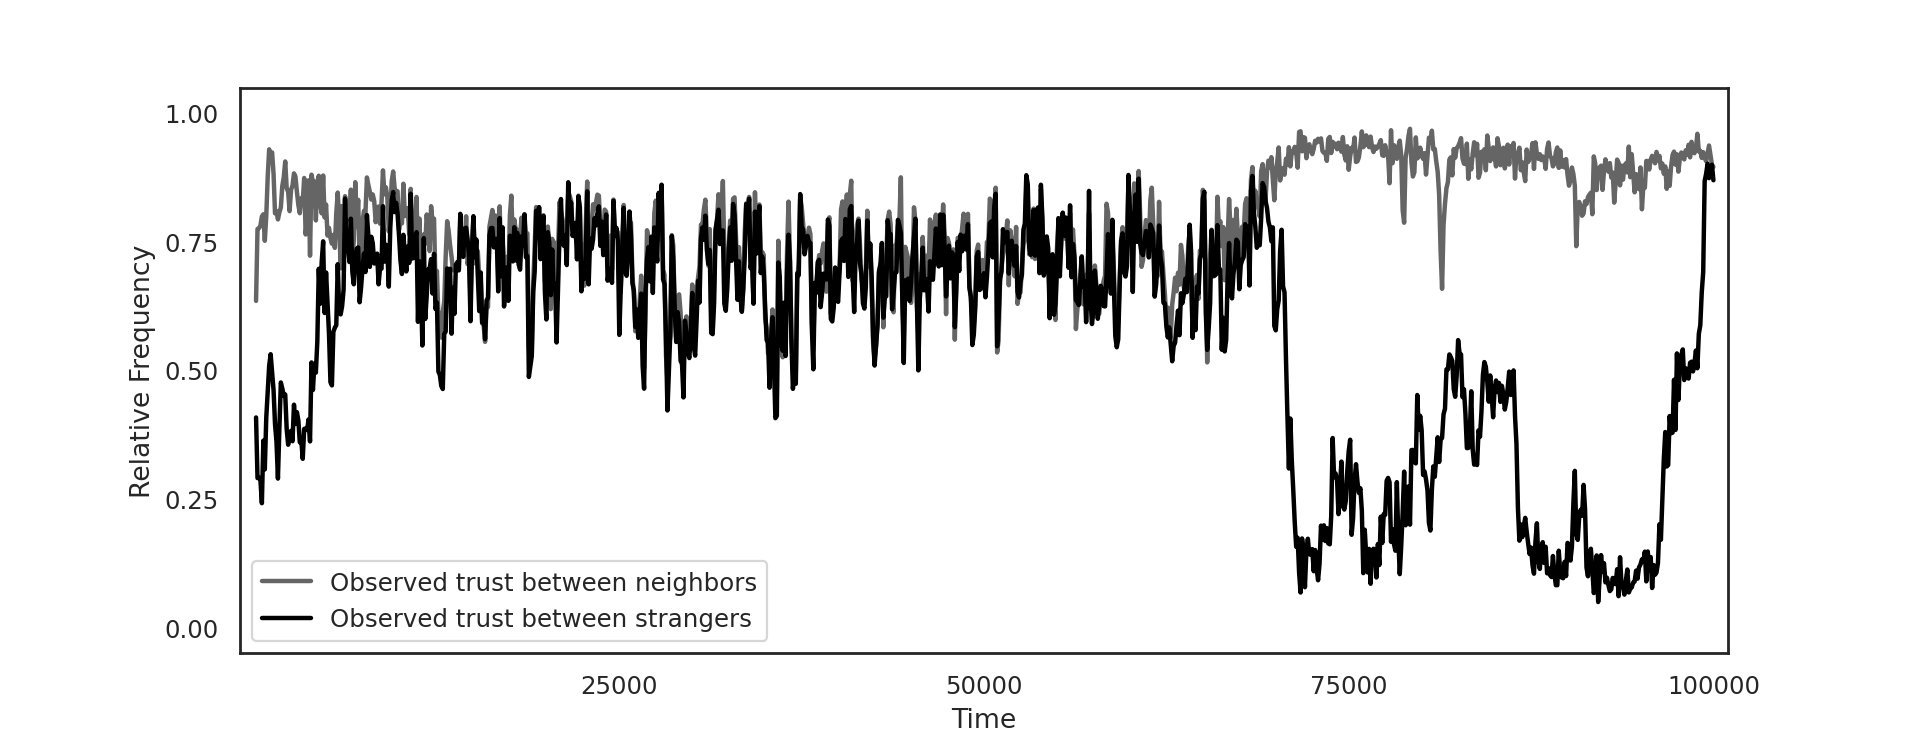 1.00
0.75
0.50
0.25
0.00
Relative Frequency
Observed trust between neighbors
Observed trust between strangers
25000
50000
75000
100000
Time